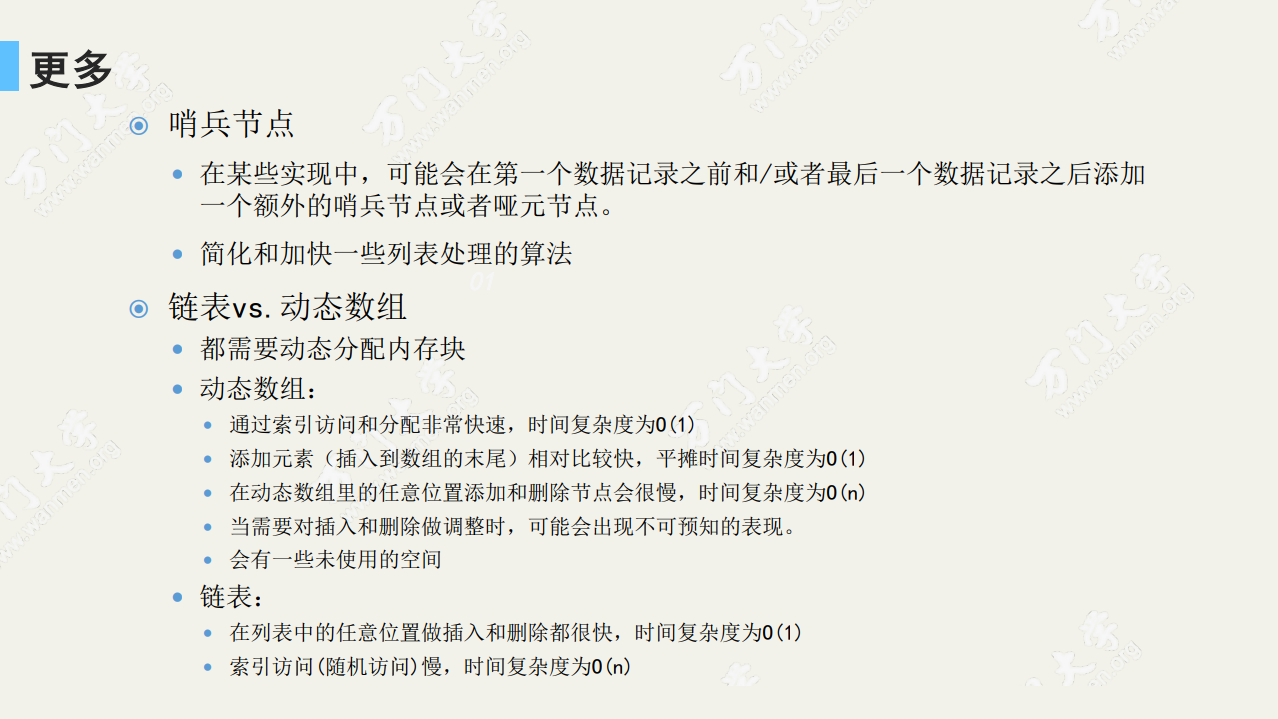 更多
哨兵节点
在某些实现中，可能会在第一个数据记录之前和/或者最后一个数据记录之后添加
一个额外的哨兵节点或者哑元节点。
简化和加快一些列表处理的算法
01
链表vs.动态数组
都需要动态分配内存块
动态数组：
通过索引访问和分配非常快速，时间复杂度为O(1)
添加元素（插入到数组的末尾）相对比较快，平摊时间复杂度为O(1)
在动态数组里的任意位置添加和删除节点会很慢，时间复杂度为O(n)
当需要对插入和删除做调整时，可能会出现不可预知的表现。
会有一些未使用的空间
链表：
在列表中的任意位置做插入和删除都很快，时间复杂度为O(1)
索引访问(随机访问)慢，时间复杂度为O(n)
万门大学
www.wanmen.org